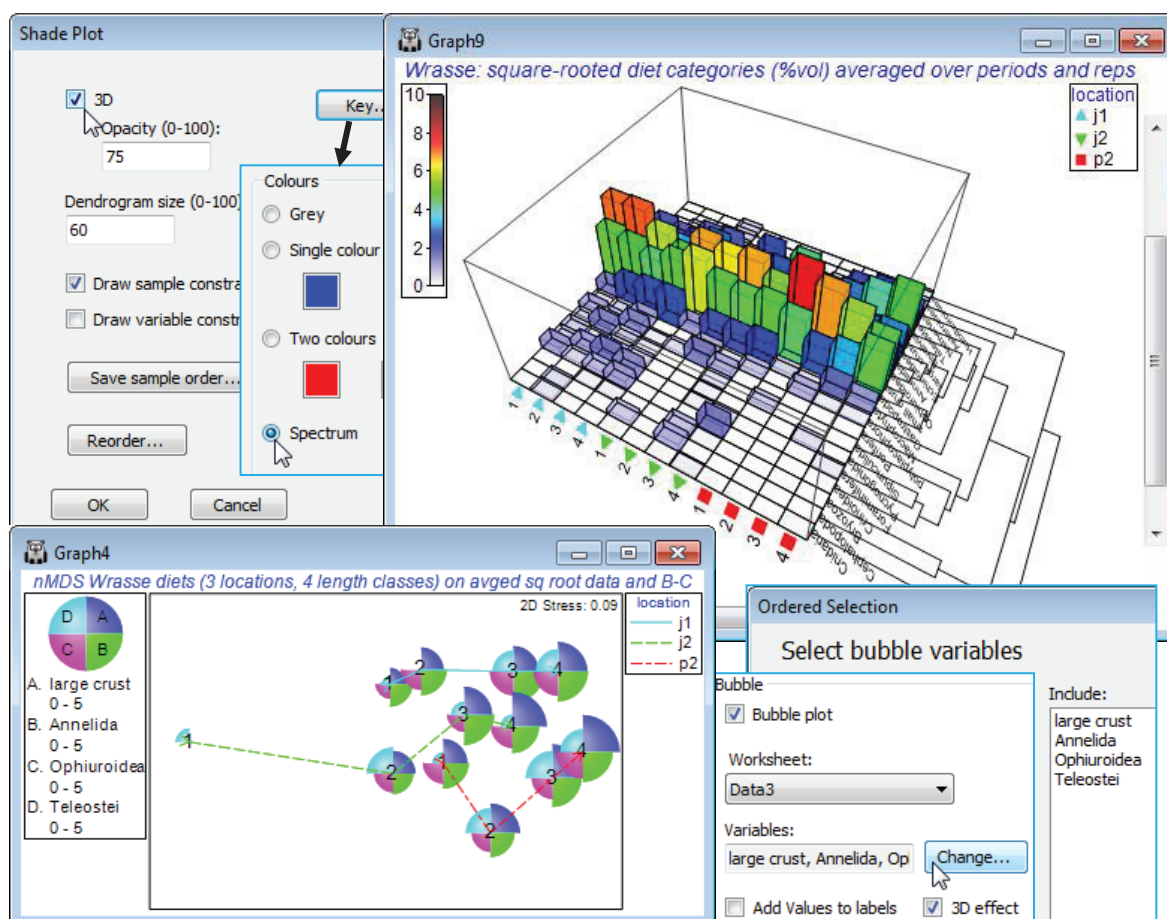 Shade Plot
3D
Opacity (0-100):
75
Key..
Dendrogram size (0-100)
60
Draw sample constra
Draw variable constr
Save sample order...
Reorder...
OK
Cancel
Colours
Grey
Single colour
Two colours
Spectrum
Graph9
Wrasse: square-rooted diet categories (%vol) averaged over periods and reps
10
8
6
4
2
0
location
j1
j2
p2
1
2
3
4
1
2
3
4
1
2
3
4
Graph4
nMDS Wrasse diets (3 locations, 4 length classes) on avged sq root data and B-C
D A
C B
A. large crust
0 - 5
B. Annelida
0 - 5
C. Ophiuroidea
0 - 5
D. Teleostei
0 - 5
2D Stress: 0.09
location
j1
j2
p2
1
2
3
4
1
2
3
4
1
2
3
4
Ordered Selection
Select bubble variables
Bubble
Bubble plot
Worksheet:
Data3
Variables:
large crust, Annelida, Op
Change...
Add Values to labels
3D effect
Include:
large crust
Annelida
Ophiuroidea
Teleostei